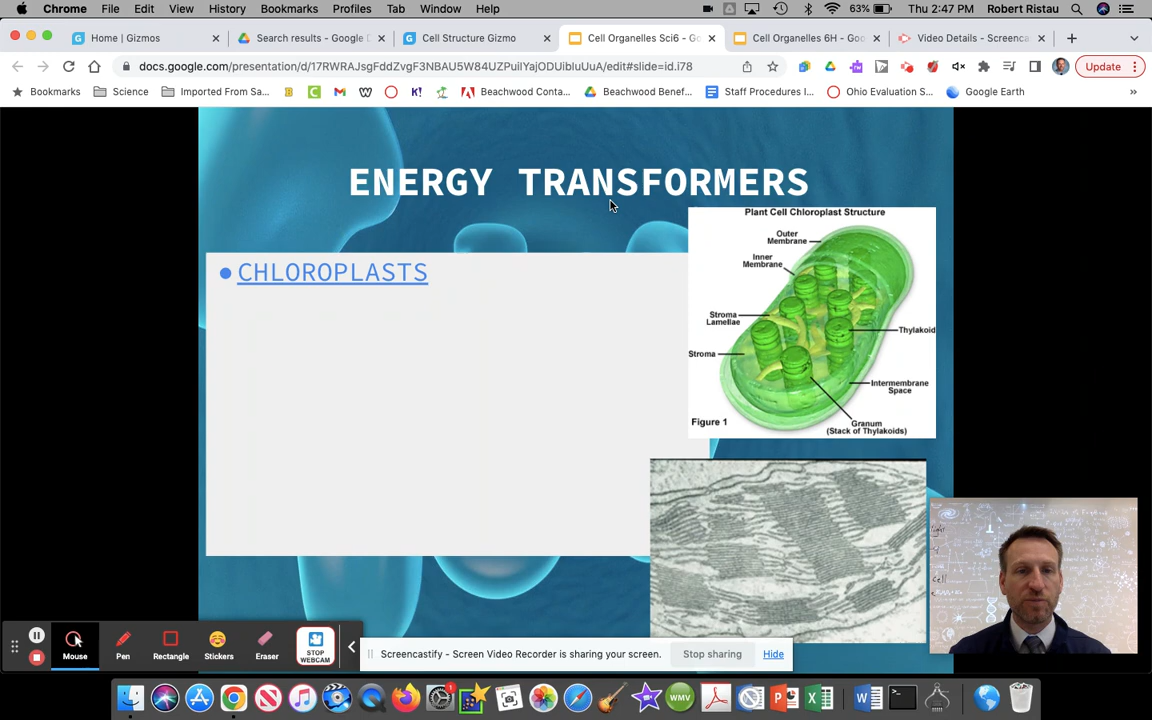 Chrome File Edit View History Bookmarks Profiles Tab Window Help 63% Thu 2:47 PM Robert Ristau
Home | Gizmos Search results - Google D Cell Structure Gizmo Cell Organelles Sci6 - Go Cell Organelles 6H - Goo Video Details - Screenca
docs.google.com/presentation/d/17RWRAJsgFddZvgF3NBAU5W84UZPuilYajODUibluUuA/edit#slide=id.i78 Update
Bookmarks Science Imported From Sa... K! Beachwood Conta... Beachwood Benef... Staff Procedures I... Ohio Evaluation S... Google Earth
ENERGY TRANSFORMERS
CHLOROPLASTS
Plant Cell Chloroplast Structure
Outer
Membrane
Inner
Membrane
Stroma
Lamellae
Thylakoid
Stroma
Intermembrane
Space
Granum
(Stack of Thylakoids)
Figure 1
Mouse Pen Rectangle Stickers Eraser STOP
WEBCAM
Screencastify - Screen Video Recorder is sharing your screen. Stop sharing Hide
WMV